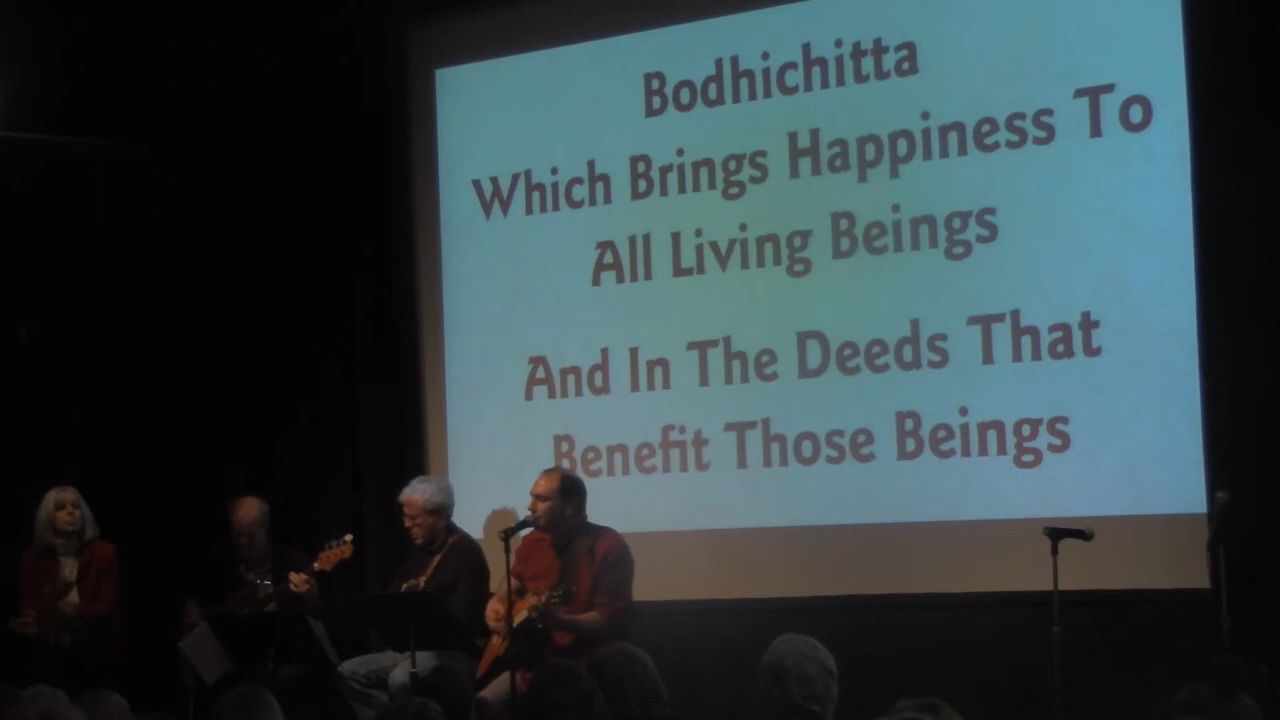 Bodhichitta
Which Brings Happiness To
All Living Beings
And In The Deeds That
Benefit Those Beings